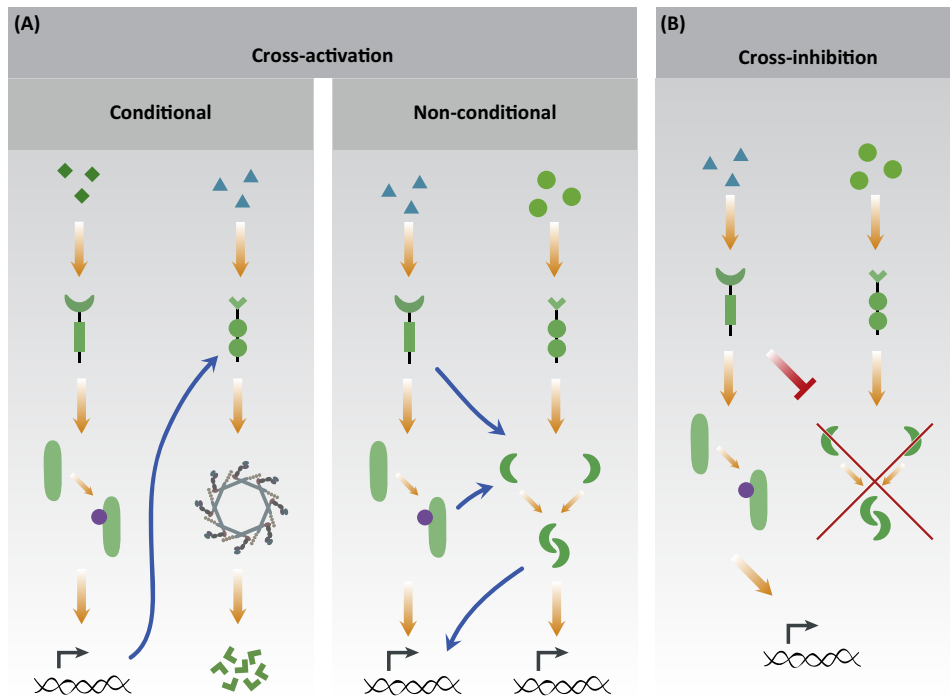 (A)
Cross-activation
Conditional
Non-conditional
(B)
Cross-inhibition